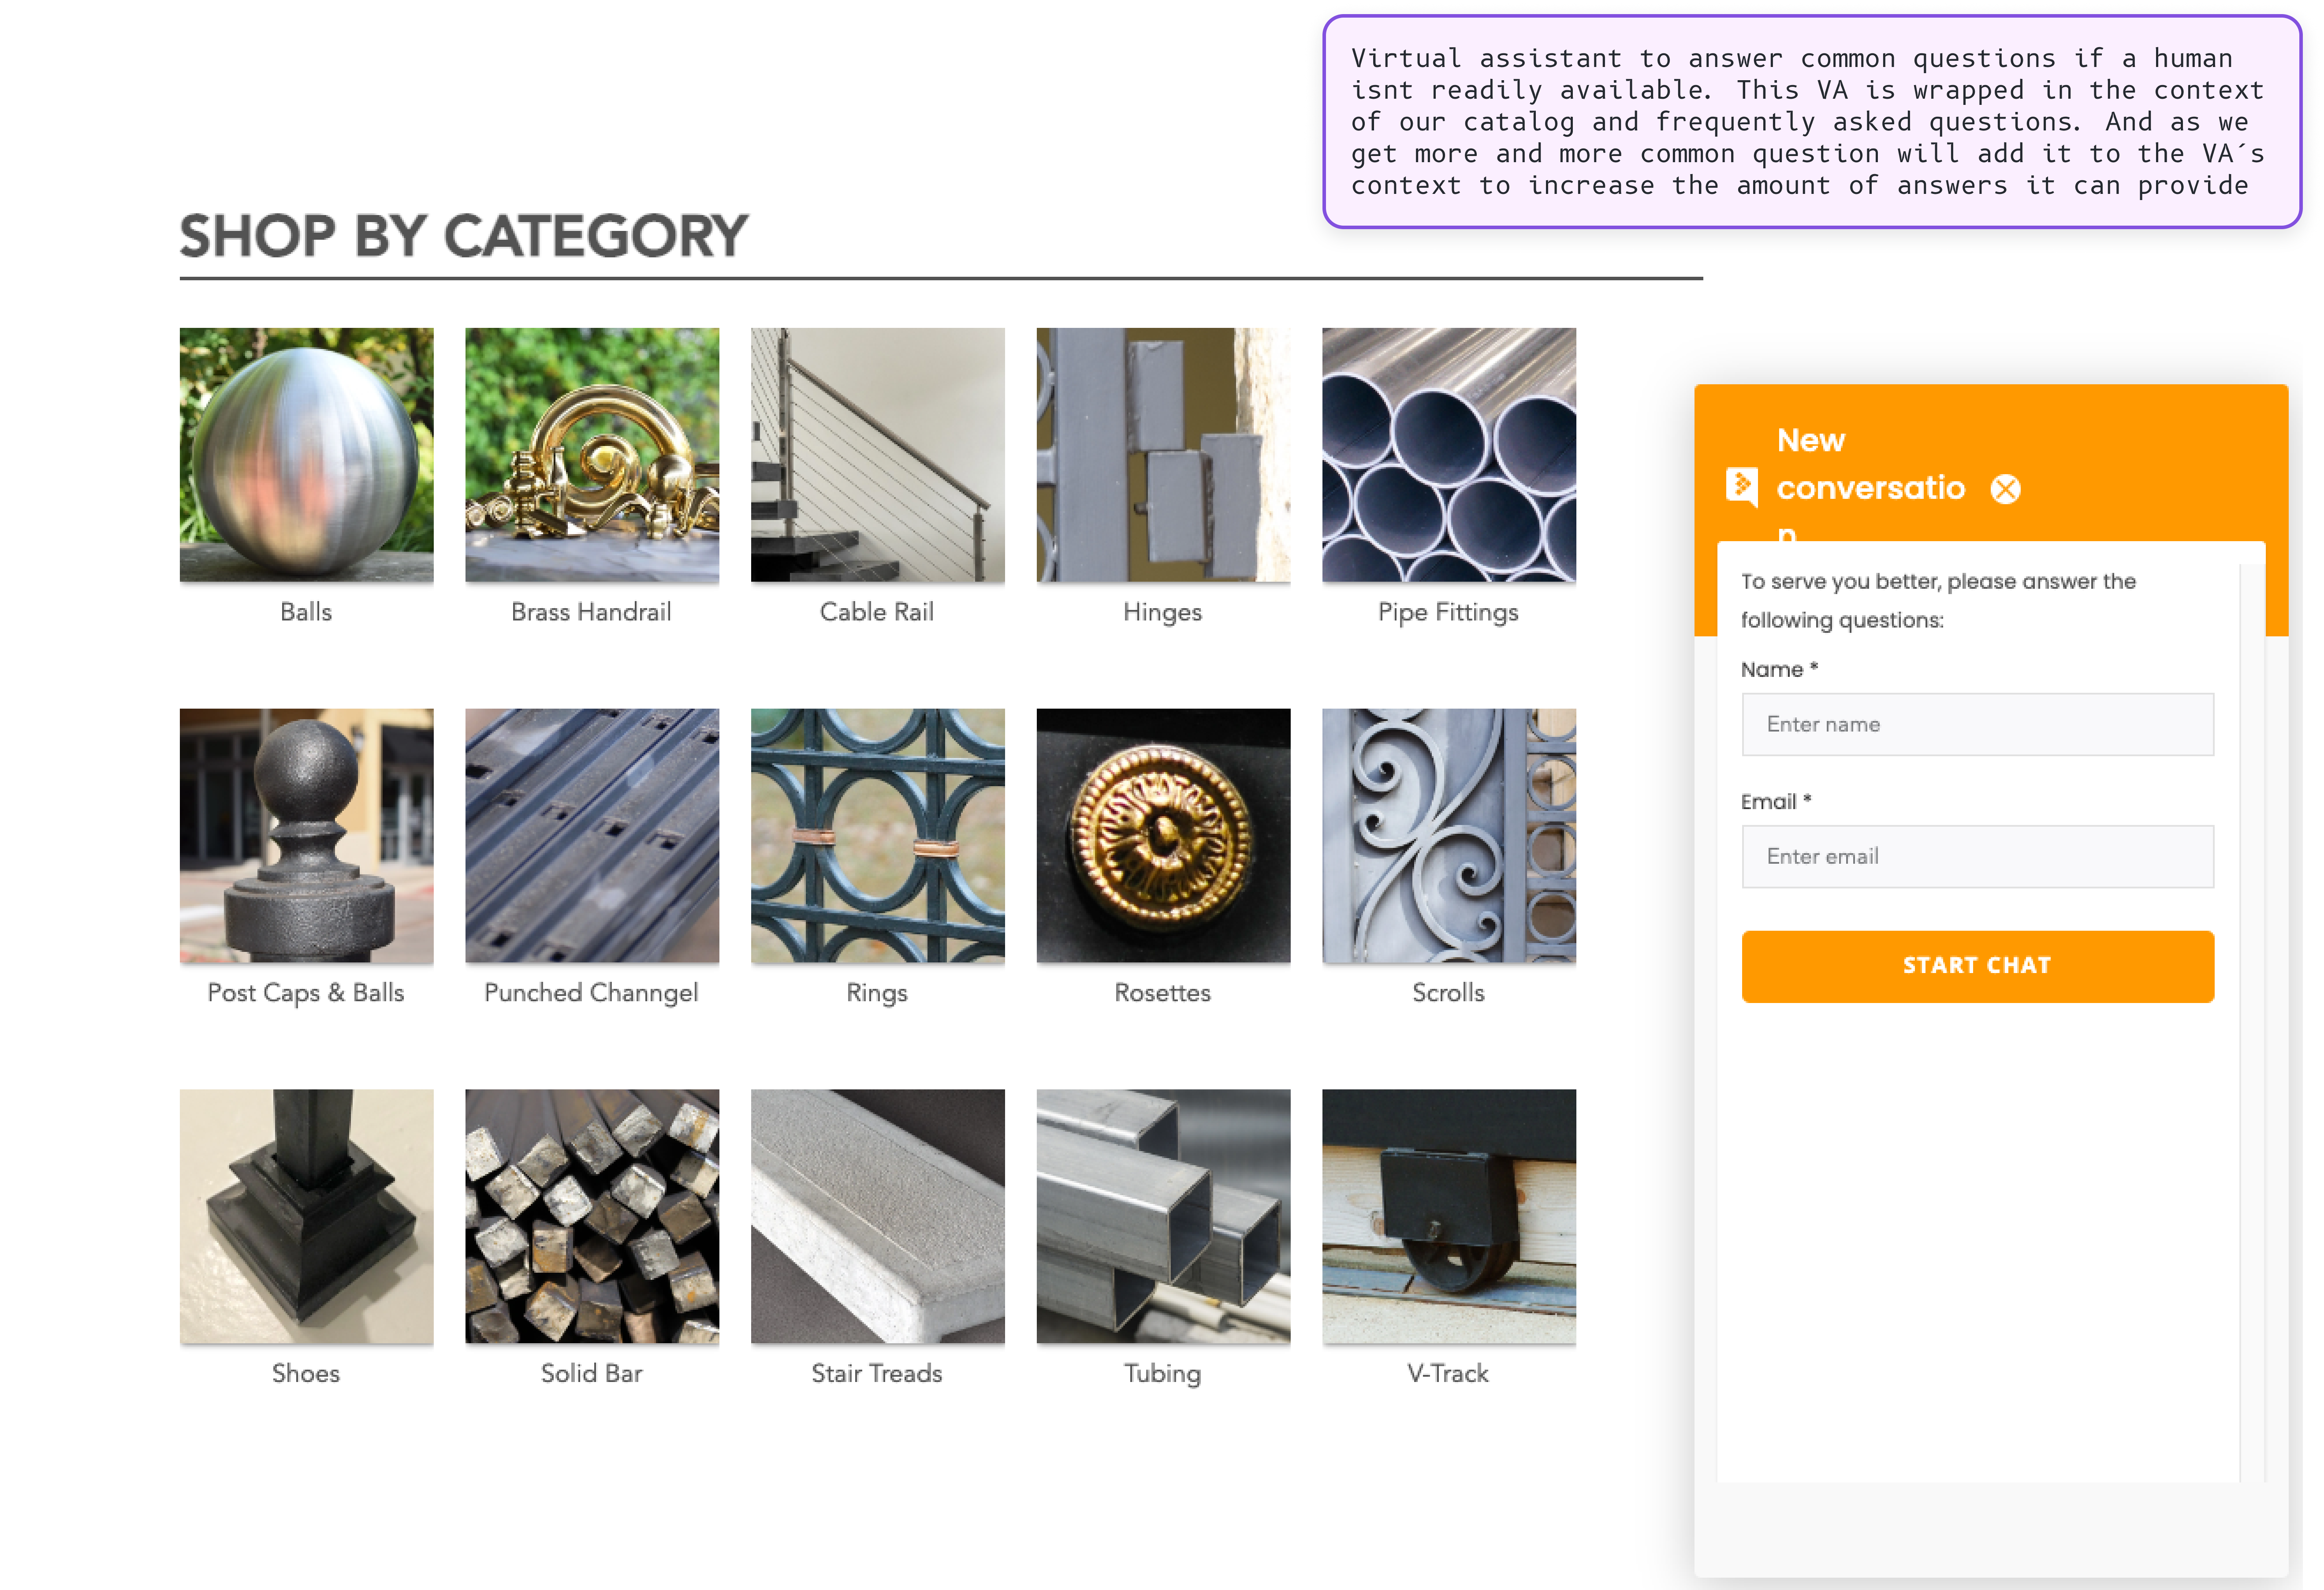 Virtual assistant to answer common questions if a human
isnt readily available. This VA is wrapped in the context
of our catalog and frequently asked questions. And as we
get more and more common question will add it to the VA´s
context to increase the amount of answers it can provide
SHOP BY CATEGORY
Balls
Brass Handrail
Cable Rail
Hinges
Pipe Fittings
Post Caps & Balls
Punched Channgel
Rings
Rosettes
Scrolls
Shoes
Solid Bar
Stair Treads
Tubing
V-Track
New
conversatio
n
To serve you better, please answer the
following questions:
Name *
Enter name
Email *
Enter email
START CHAT